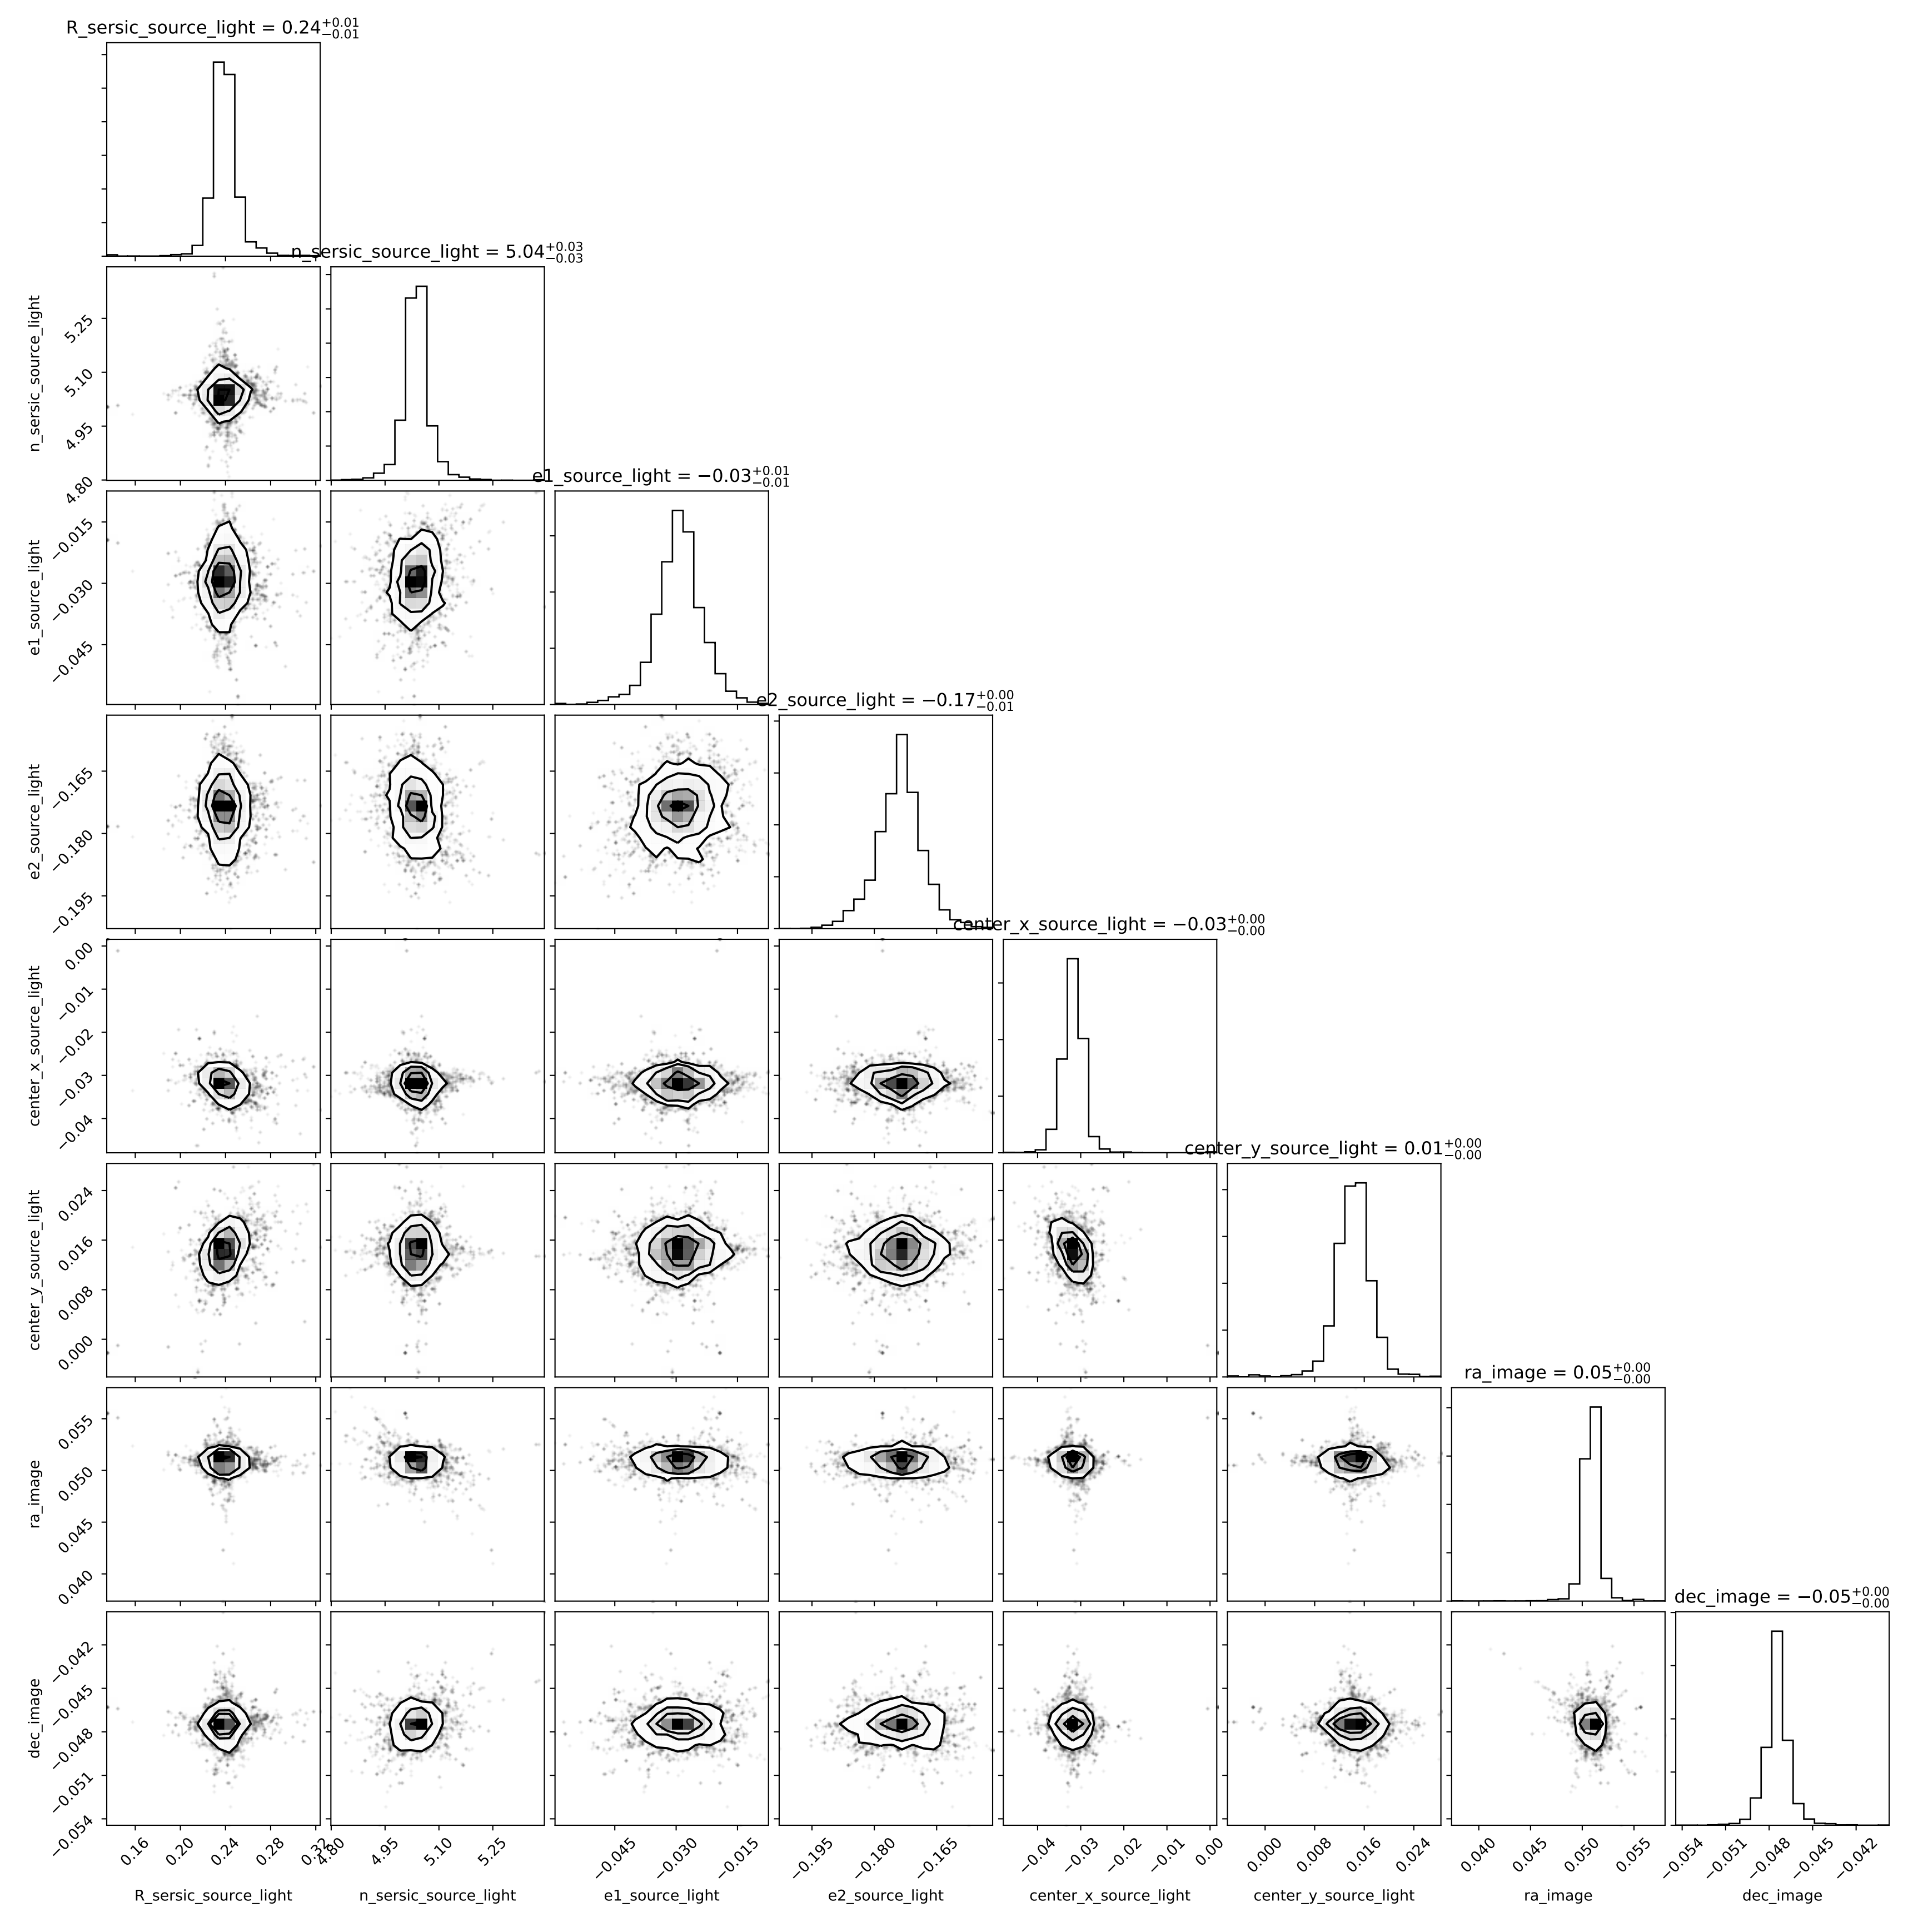 R_sersic_source_light = 0.24+0.01−0.01
n_sersic_source_light = 5.04+0.03−0.03
n_sersic_source_light
5.25
5.10
4.95
4.80
e1_source_light = −0.03+0.01−0.01
e1_source_light
−0.015
−0.030
−0.045
e2_source_light = −0.17+0.00−0.01
e2_source_light
−0.165
−0.180
−0.195
center_x_source_light = −0.03+0.00−0.00
center_x_source_light
0.00
−0.01
−0.02
−0.03
−0.04
center_y_source_light = 0.01+0.00−0.00
center_y_source_light
0.024
0.016
0.008
0.000
ra_image = 0.05+0.00−0.00
ra_image
0.055
0.050
0.045
0.040
dec_image = −0.05+0.00−0.00
dec_image
−0.042
−0.045
−0.048
−0.051
−0.054
0.16 0.20 0.24 0.28 0.32 4.80 4.95 5.10 5.25 −0.045 −0.030 −0.015 −0.195 −0.180 −0.165 −0.04 −0.03 −0.02 −0.01 0.00 0.000 0.008 0.016 0.024 0.040 0.045 0.050 0.055 −0.054 −0.051 −0.048 −0.045 −0.042
R_sersic_source_light n_sersic_source_light e1_source_light e2_source_light center_x_source_light center_y_source_light ra_image dec_image